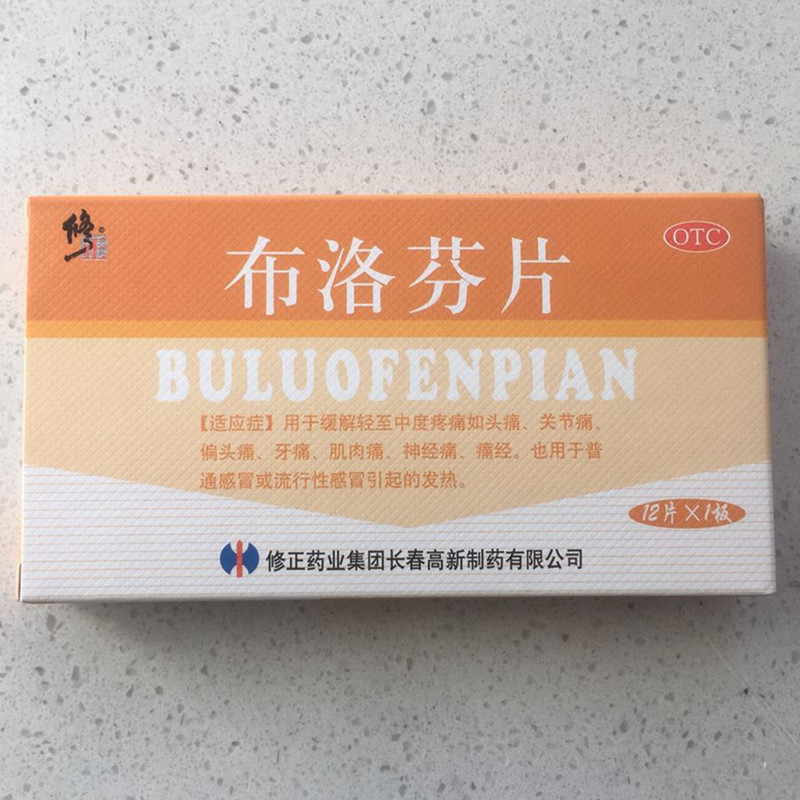 修
OTC
布洛芬片
BULUOFENPIAN
【适应症】用于缓解轻至中度疼痛如头痛、关节痛、
偏头痛、牙痛、肌肉痛、神经痛、痛经。也用于普
通感冒或流行性感冒引起的发热。
12片×1板
修正药业集团长春高新制药有限公司